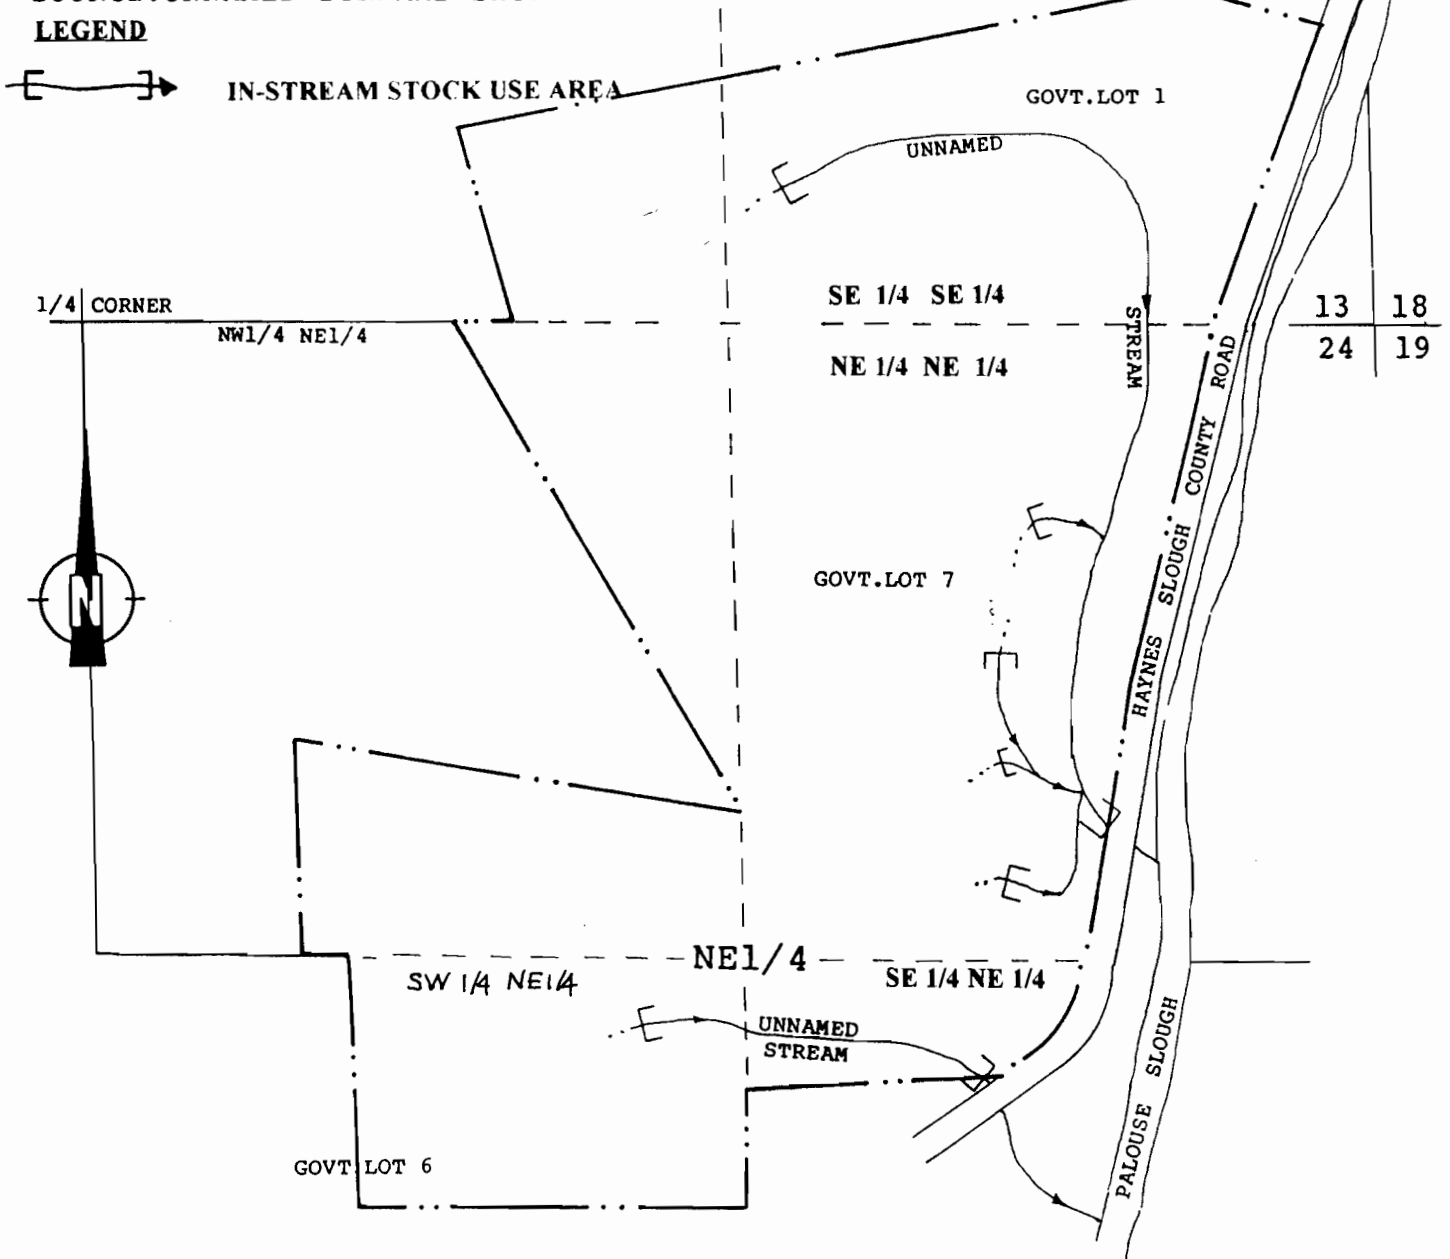 LEGEND
IN-STREAM STOCK USE AREA
GOVT.LOT 1
UNNAMED
STREAM
1/4 CORNER
NW1/4 NE1/4
SE 1/4 SE 1/4
NE 1/4 NE 1/4
13 18
24 19
HAYNES SLOUGH COUNTY ROAD
N
GOVT.LOT 7
NE1/4
SW 1/4 NE1/4
SE 1/4 NE 1/4
UNNAMED
STREAM
PALOUSE SLOUGH
GOVT LOT 6